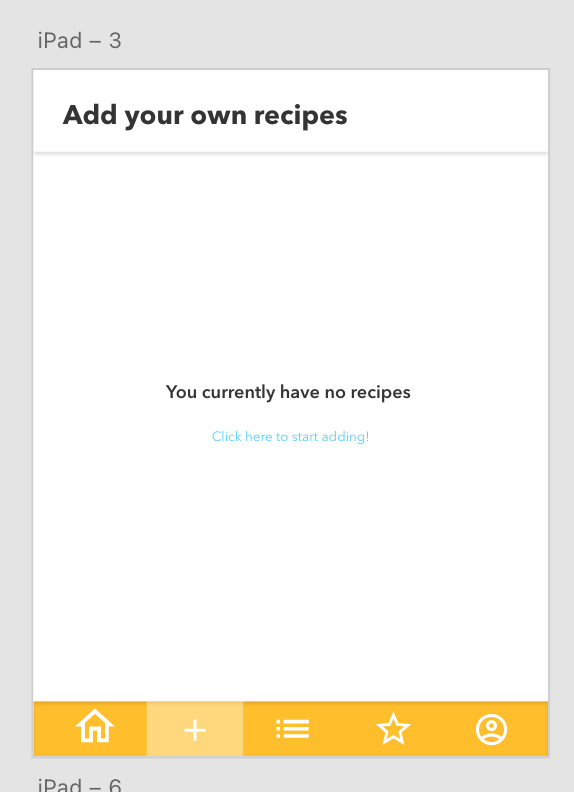 iPad – 3
Add your own recipes
You currently have no recipes
Click here to start adding!
iPad – 6